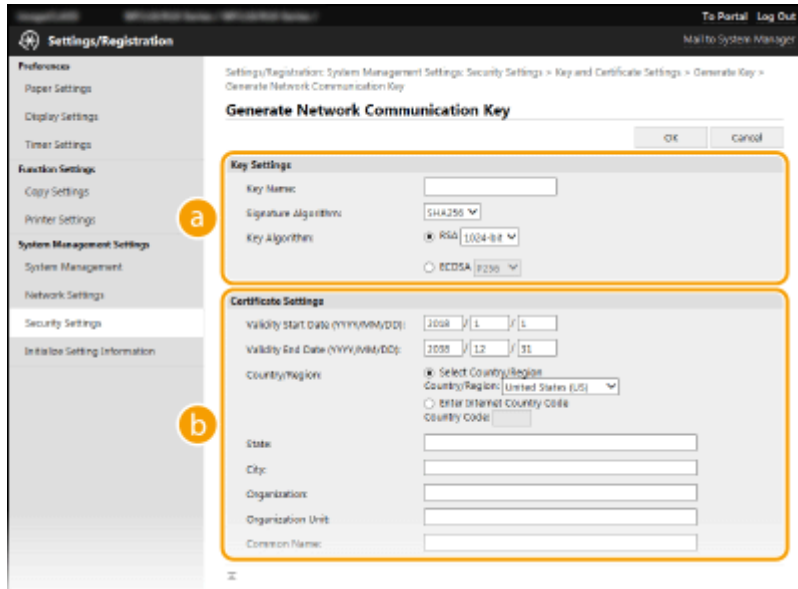 To Portal Log Out
Settings/Registration
Mail to System Manager
Preferences
Paper Settings
Display Settings
Timer Settings
Function Settings
Copy Settings
Printer Settings
System Management Settings
System Management
Network Settings
Security Settings
Initialize Setting Information
Settings/Registration: System Management Settings: Security Settings > Key and Certificate Settings > Generate Key >
Generate Network Communication Key
Generate Network Communication Key
OK Cancel
a
Key Settings
Key Name:
Signature Algorithm: SHA256
Key Algorithm: RSA 1024-bit
ECDSA P256
b
Certificate Settings
Validity Start Date (YYYY/MM/DD): 2018 / 1 / 1
Validity End Date (YYYY/MM/DD): 2038 / 12 / 31
Country/Region: Select Country/Region
Country/Region: United States (US)
Enter Internet Country Code
Country Code:
State:
City:
Organization:
Organization Unit:
Common Name: